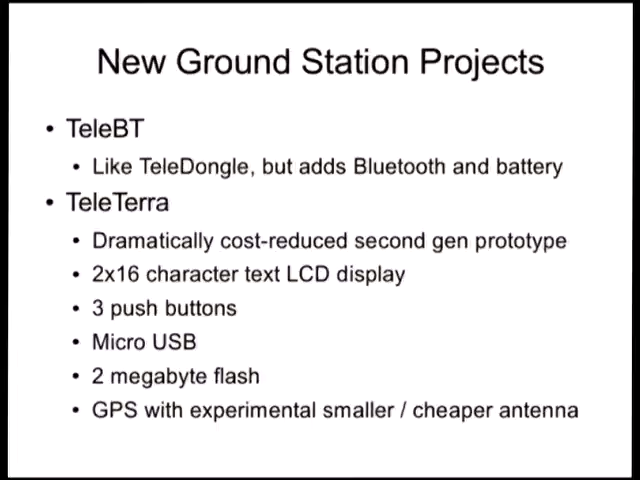 New Ground Station Projects
• TeleBT
• Like TeleDongle, but adds Bluetooth and battery
• TeleTerra
• Dramatically cost-reduced second gen prototype
• 2x16 character text LCD display
• 3 push buttons
• Micro USB
• 2 megabyte flash
• GPS with experimental smaller / cheaper antenna